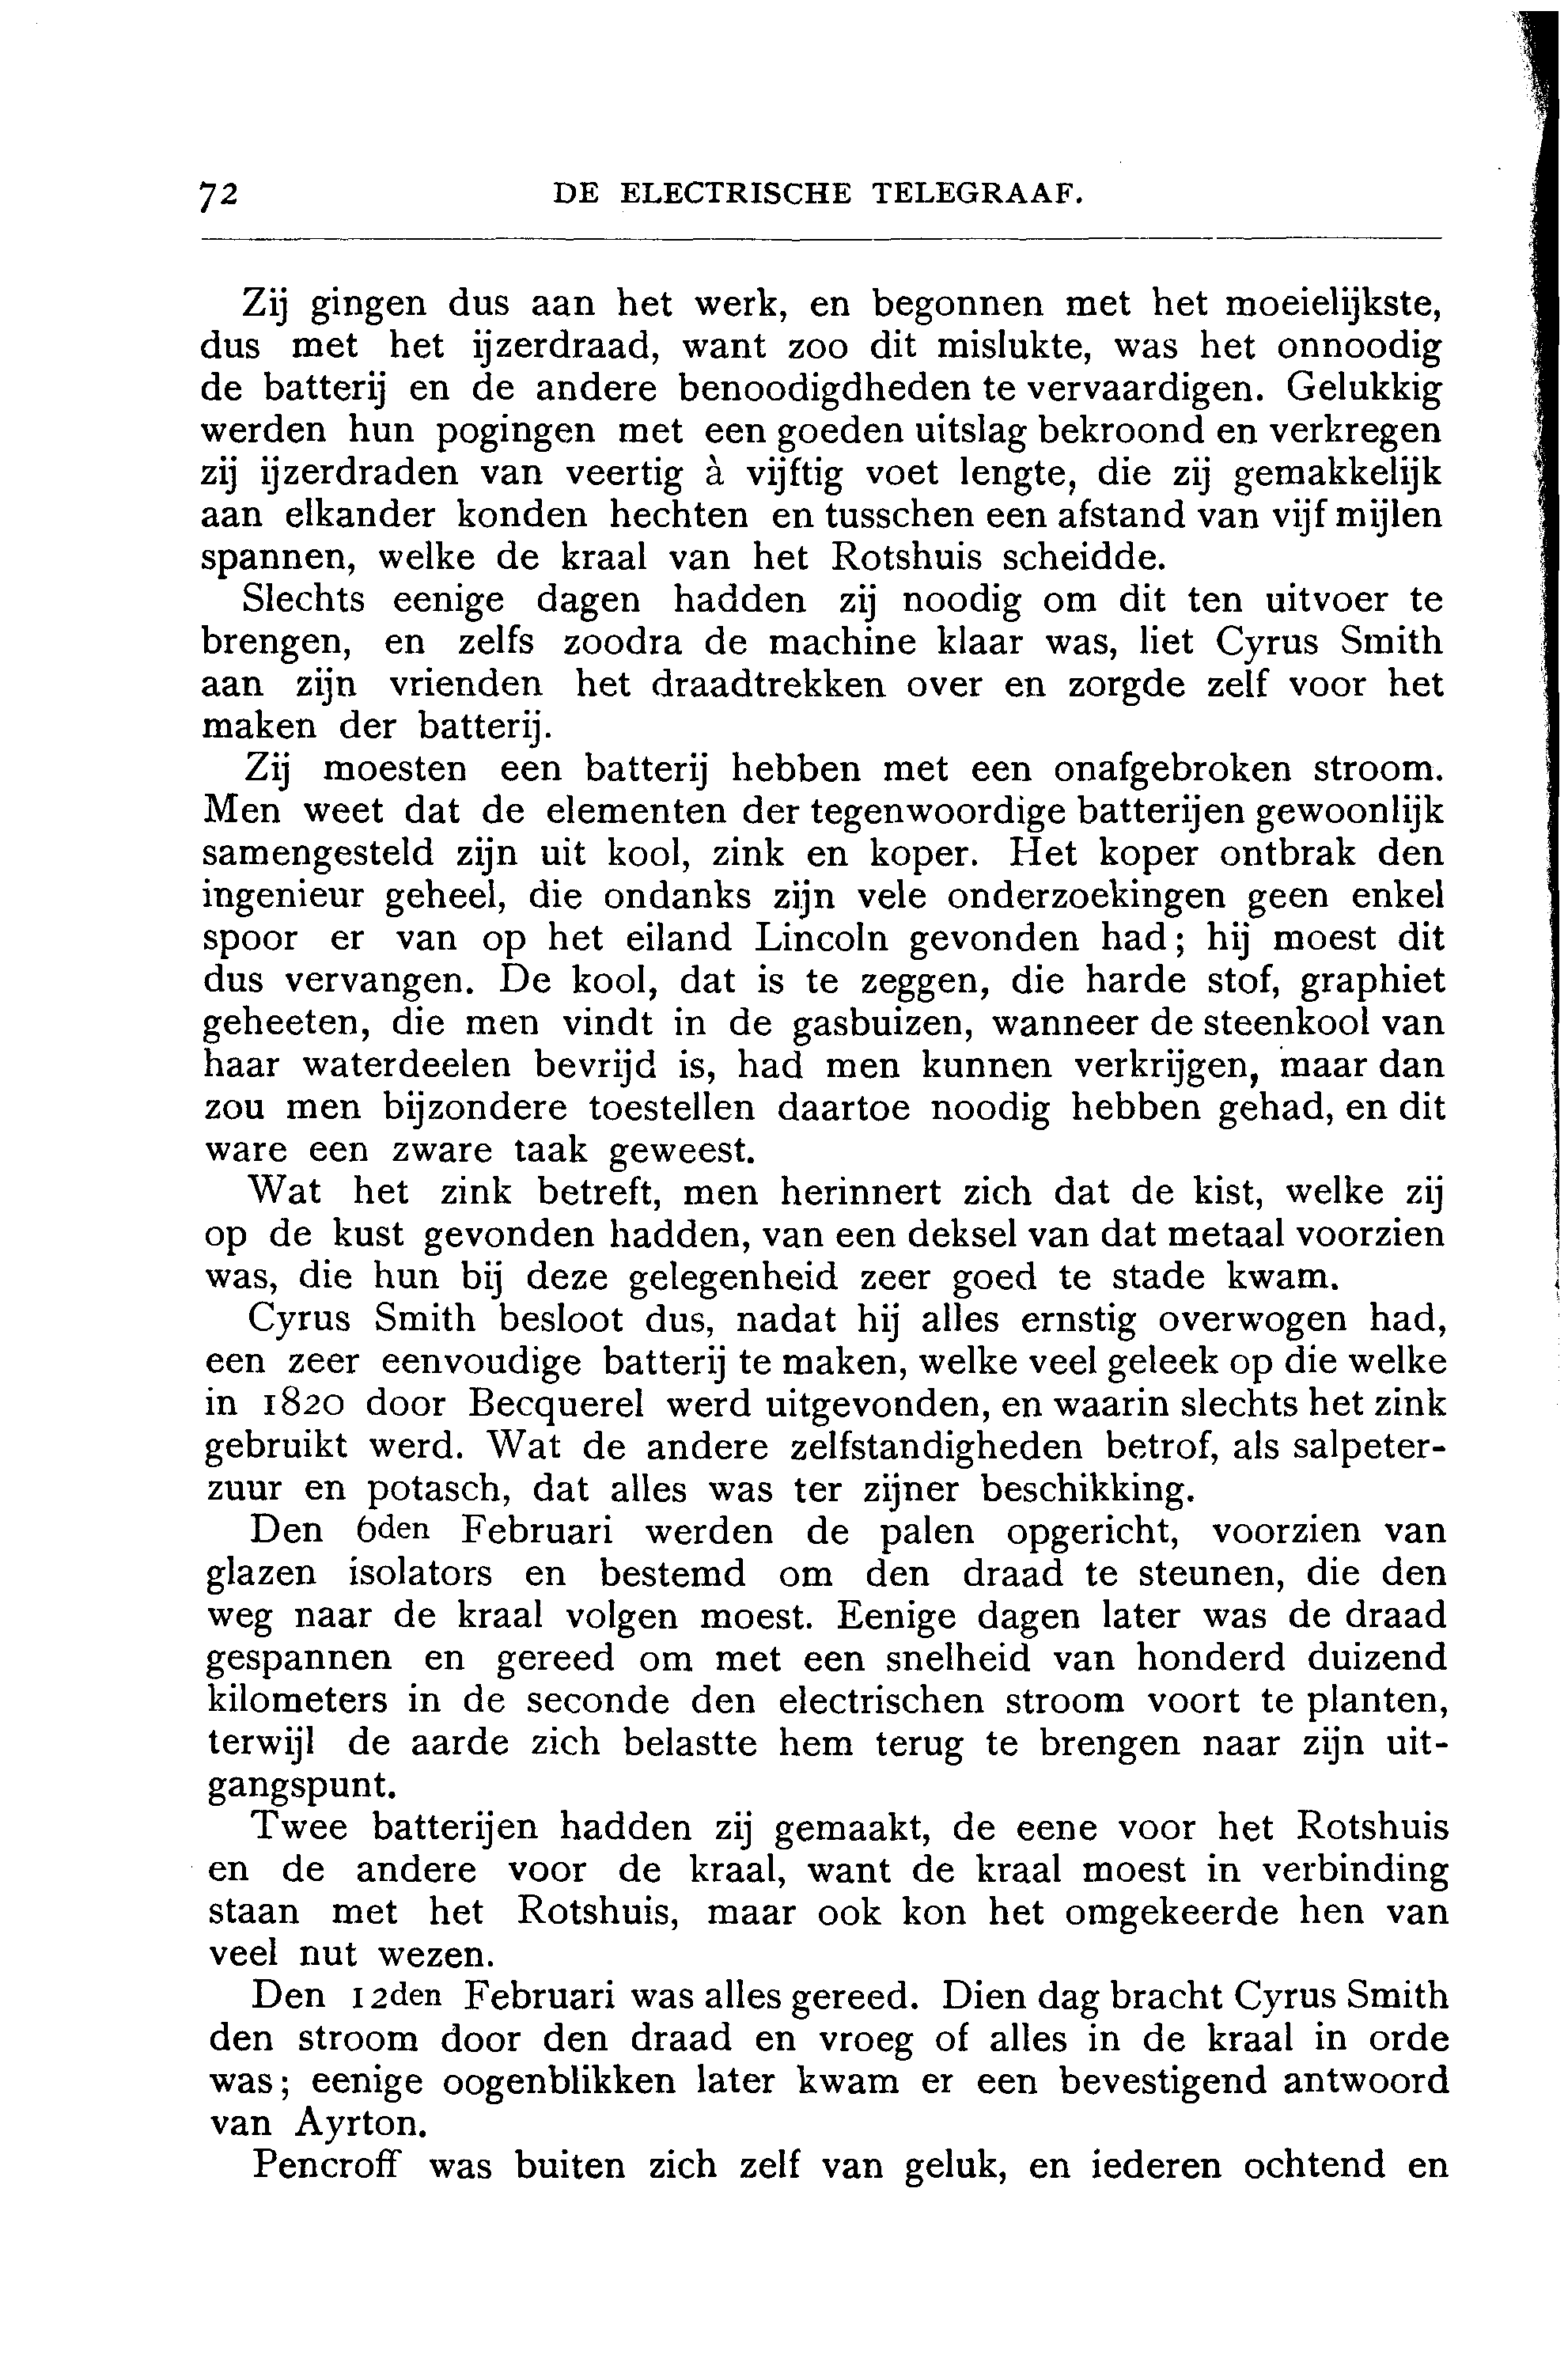 72 DE ELECTRISCHE TELEGRAAF.
Zij gingen dus aan het werk, en begonnen met het moeielijkste,
dus met het ijzerdraad, want zoo dit mislukte, was het onnoodig
de batterij en de andere benoodigdheden te vervaardigen. Gelukkig
werden hun pogingen met een goeden uitslag bekroond en verkregen
zij ijzerdraden van veertig à vijftig voet lengte, die zij gemakkelijk
aan elkander konden hechten en tusschen een afstand van vijf mijlen
spannen, welke de kraal van het Rotshuis scheidde.
Slechts eenige dagen hadden zij noodig om dit ten uitvoer te
brengen, en zelfs zoodra de machine klaar was, liet Cyrus Smith
aan zijn vrienden het draadtrekken over en zorgde zelf voor het
maken der batterij.
Zij moesten een batterij hebben met een onafgebroken stroom.
Men weet dat de elementen der tegenwoordige batterijen gewoonlijk
samengesteld zijn uit kool, zink en koper. Het koper ontbrak den
ingenieur geheel, die ondanks zijn vele onderzoekingen geen enkel
spoor er van op het eiland Lincoln gevonden had; hij moest dit
dus vervangen. De kool, dat is te zeggen, die harde stof, graphiet
geheeten, die men vindt in de gasbuizen, wanneer de steenkool van
haar waterdeelen bevrijd is, had men kunnen verkrijgen, maar dan
zou men bijzondere toestellen daartoe noodig hebben gehad, en dit
ware een zware taak geweest.
Wat het zink betreft, men herinnert zich dat de kist, welke zij
op de kust gevonden hadden, van een deksel van dat metaal voorzien
was, die hun bij deze gelegenheid zeer goed te stade kwam.
Cyrus Smith besloot dus, nadat hij alles ernstig overwogen had,
een zeer eenvoudige batterij te maken, welke veel geleek op die welke
in 1820 door Becquerel werd uitgevonden, en waarin slechts het zink
gebruikt werd. Wat de andere zelfstandigheden betrof, als salpeter-
zuur en potasch, dat alles was ter zijner beschikking.
Den 6den Februari werden de palen opgericht, voorzien van
glazen isolators en bestemd om den draad te steunen, die den
weg naar de kraal volgen moest. Eenige dagen later was de draad
gespannen en gereed om met een snelheid van honderd duizend
kilometers in de seconde den electrischen stroom voort te planten,
terwijl de aarde zich belastte hem terug te brengen naar zijn uit-
gangspunt.
Twee batterijen hadden zij gemaakt, de eene voor het Rotshuis
en de andere voor de kraal, want de kraal moest in verbinding
staan met het Rotshuis, maar ook kon het omgekeerde hen van
veel nut wezen.
Den 12den Februari was alles gereed. Dien dag bracht Cyrus Smith
den stroom door den draad en vroeg of alles in de kraal in orde
was; eenige oogenblikken later kwam er een bevestigend antwoord
van Ayrton.
Pencroff was buiten zich zelf van geluk, en iederen ochtend en